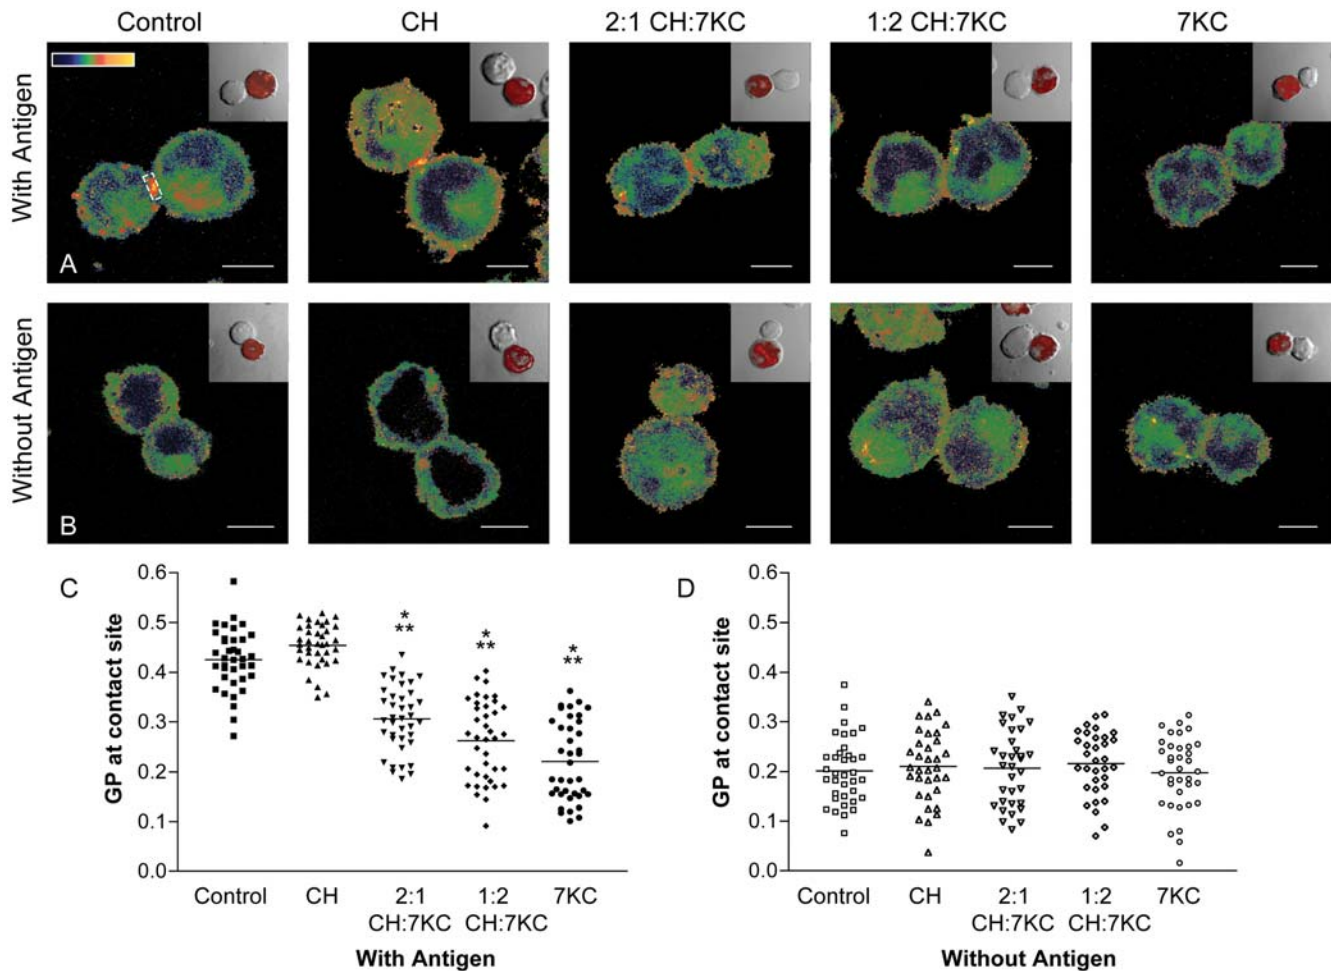 Control CH 2:1 CH:7KC 1:2 CH:7KC 7KC
With Antigen
A
Without Antigen
B
C
GP at contact site
0.6
0.5
0.4
0.3
0.2
0.1
0.0
*
**
*
**
*
**
Control CH 2:1 1:2 7KC
CH:7KC CH:7KC
With Antigen
D
GP at contact site
0.6
0.5
0.4
0.3
0.2
0.1
0.0
Control CH 2:1 1:2 7KC
CH:7KC CH:7KC
Without Antigen